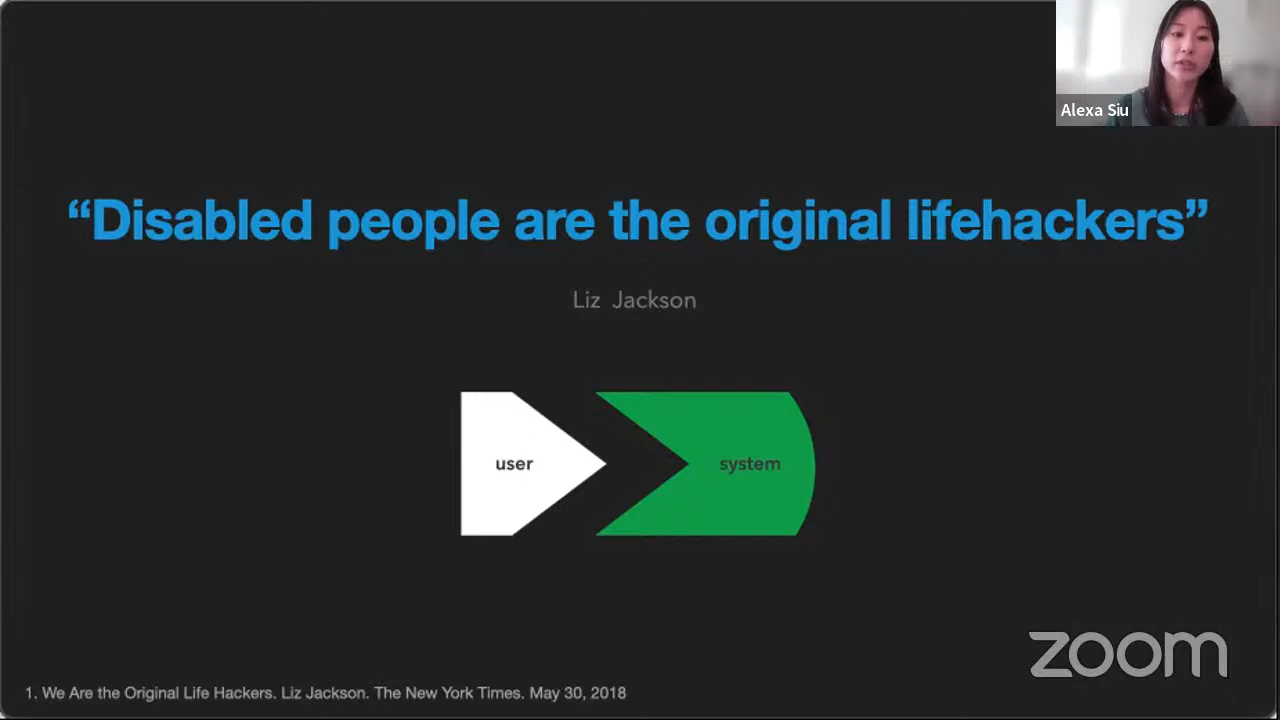 Alexa Siu
“Disabled people are the original lifehackers”
Liz Jackson
user
system
zoom
1. We Are the Original Life Hackers. Liz Jackson. The New York Times. May 30, 2018